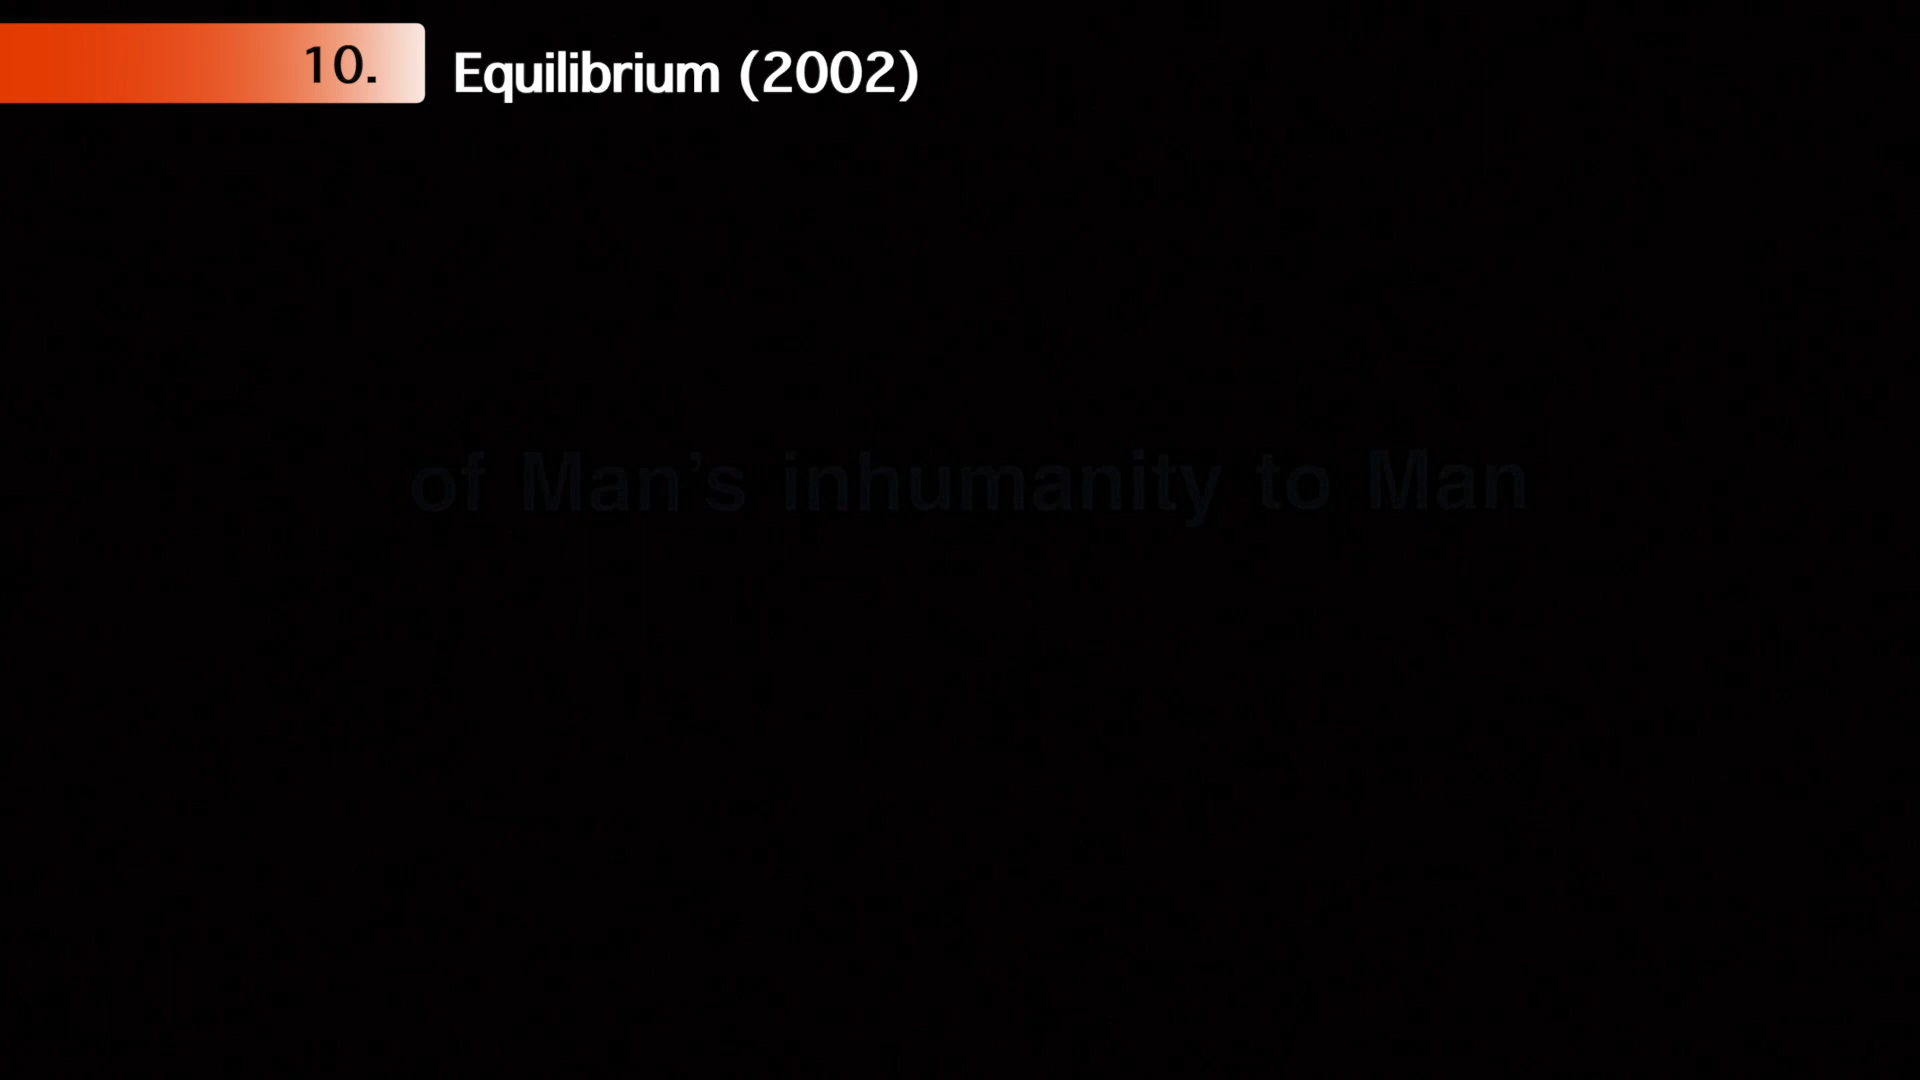 10. Equilibrium (2002)
of Man's inhumanity to Man